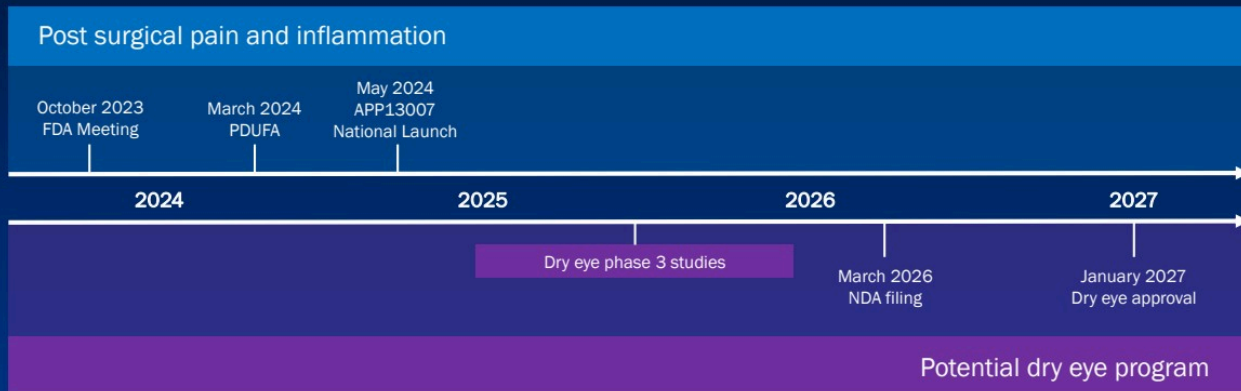 Post surgical pain and inflammation
October 2023
FDA Meeting
March 2024
PDUFA
May 2024
APP13007
National Launch
2024
2025
2026
2027
Dry eye phase 3 studies
March 2026
NDA filing
January 2027
Dry eye approval
Potential dry eye program